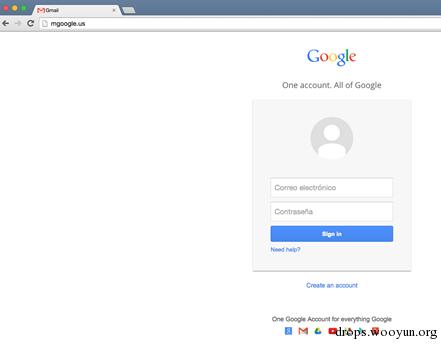 Gmail
mgoogle.us
Google
One account. All of Google
Correo electrónico
Contraseña
Sign in
Need help?
Create an account
One Google Account for everything Google
drops.wooyun.org